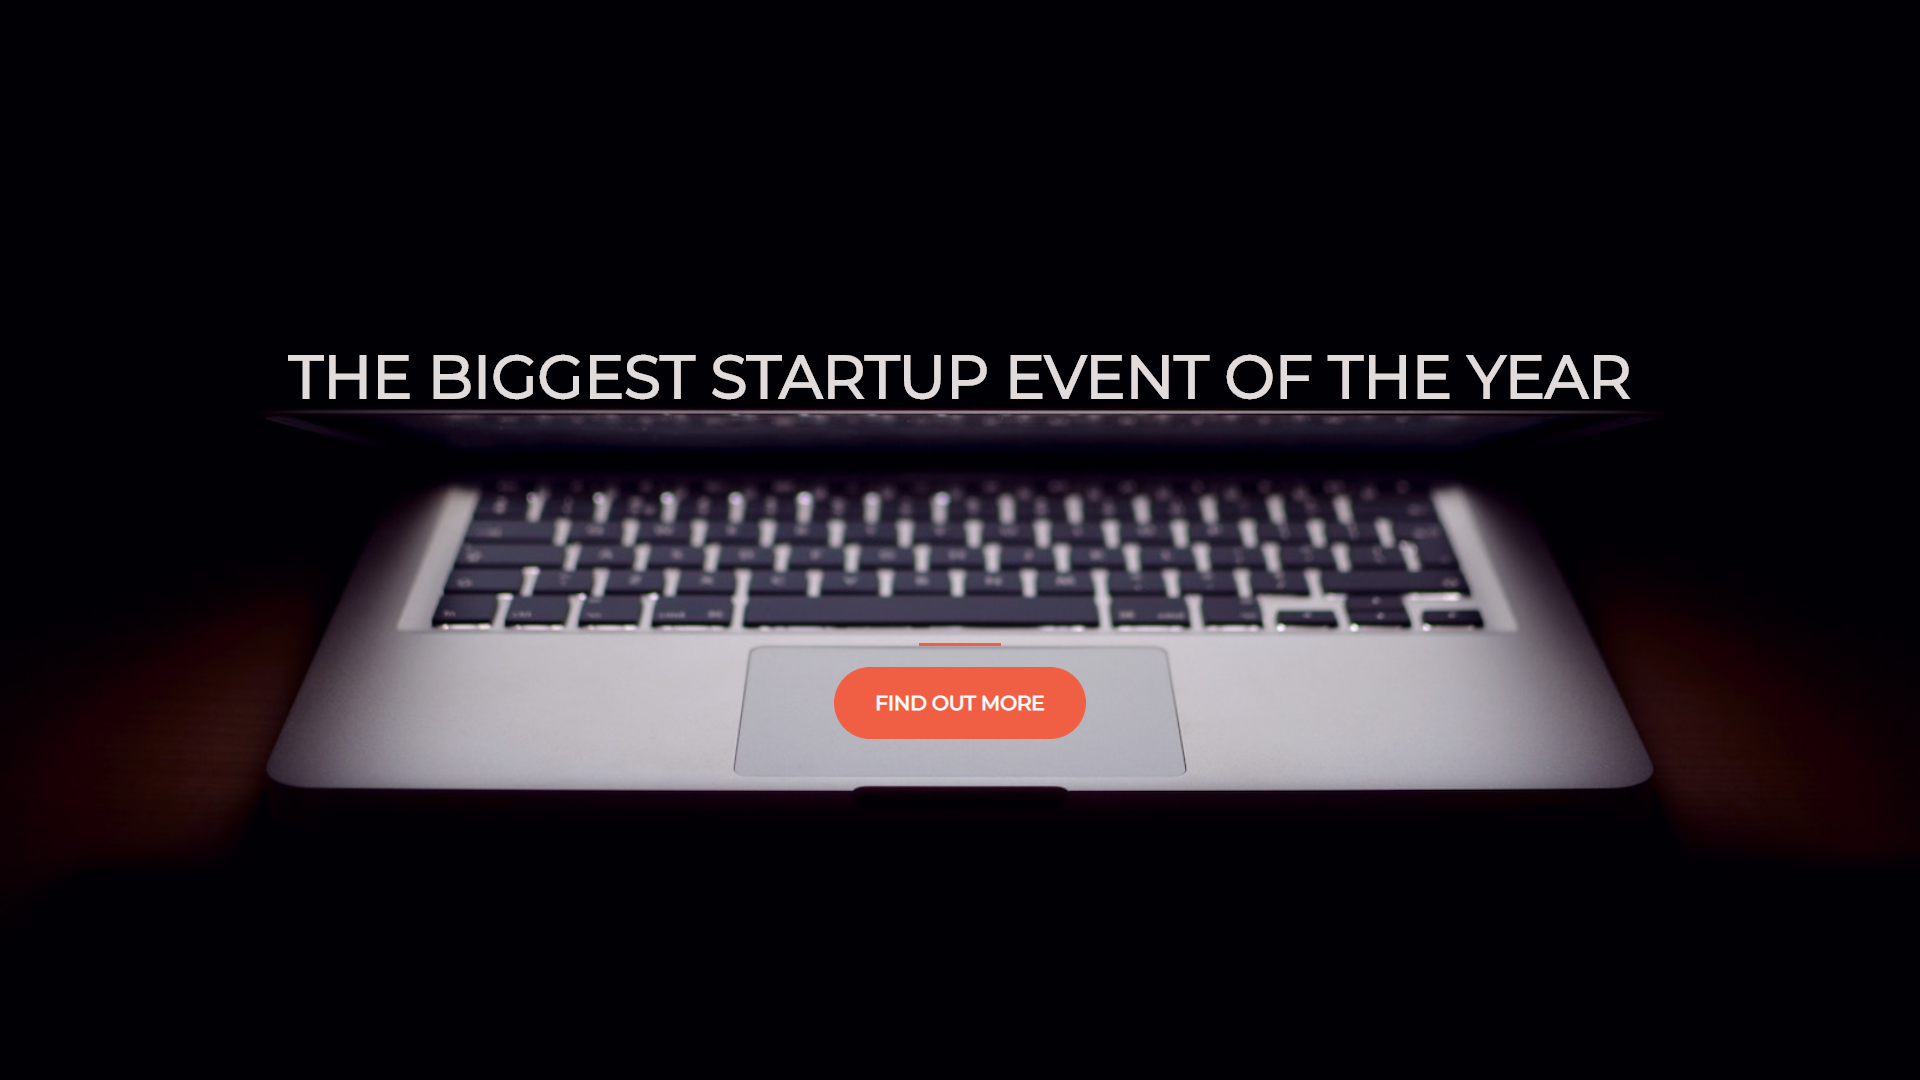 THE BIGGEST STARTUP EVENT OF THE YEAR
FIND OUT MORE